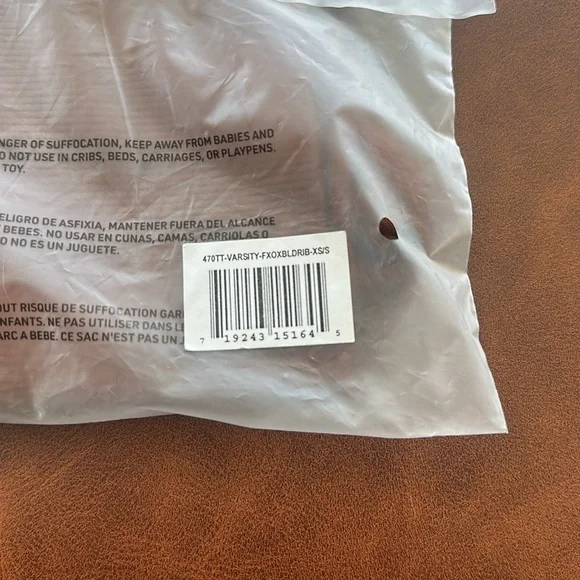 NGER OF SUFFOCATION, KEEP AWAY FROM BABIES AND
O NOT USE IN CRIBS, BEDS, CARRIAGES, OR PLAYPENS.
TOY.
ELIGRO DE ASFIXIA, MANTENER FUERA DEL ALCANCE
BEBES. NO USAR EN CUNAS, CAMAS, CARRIOLAS O
O NO ES UN JUGUETE.
470TT-VARSITY-FXOXBLDRIB-XS/S
7 19243 15164 5
OUT RISQUE DE SUFFOCATION GAR
NFANTS. NE PAS UTILISER DANS LE
ARC A BEBE. CE SAC N'EST PAS UN J